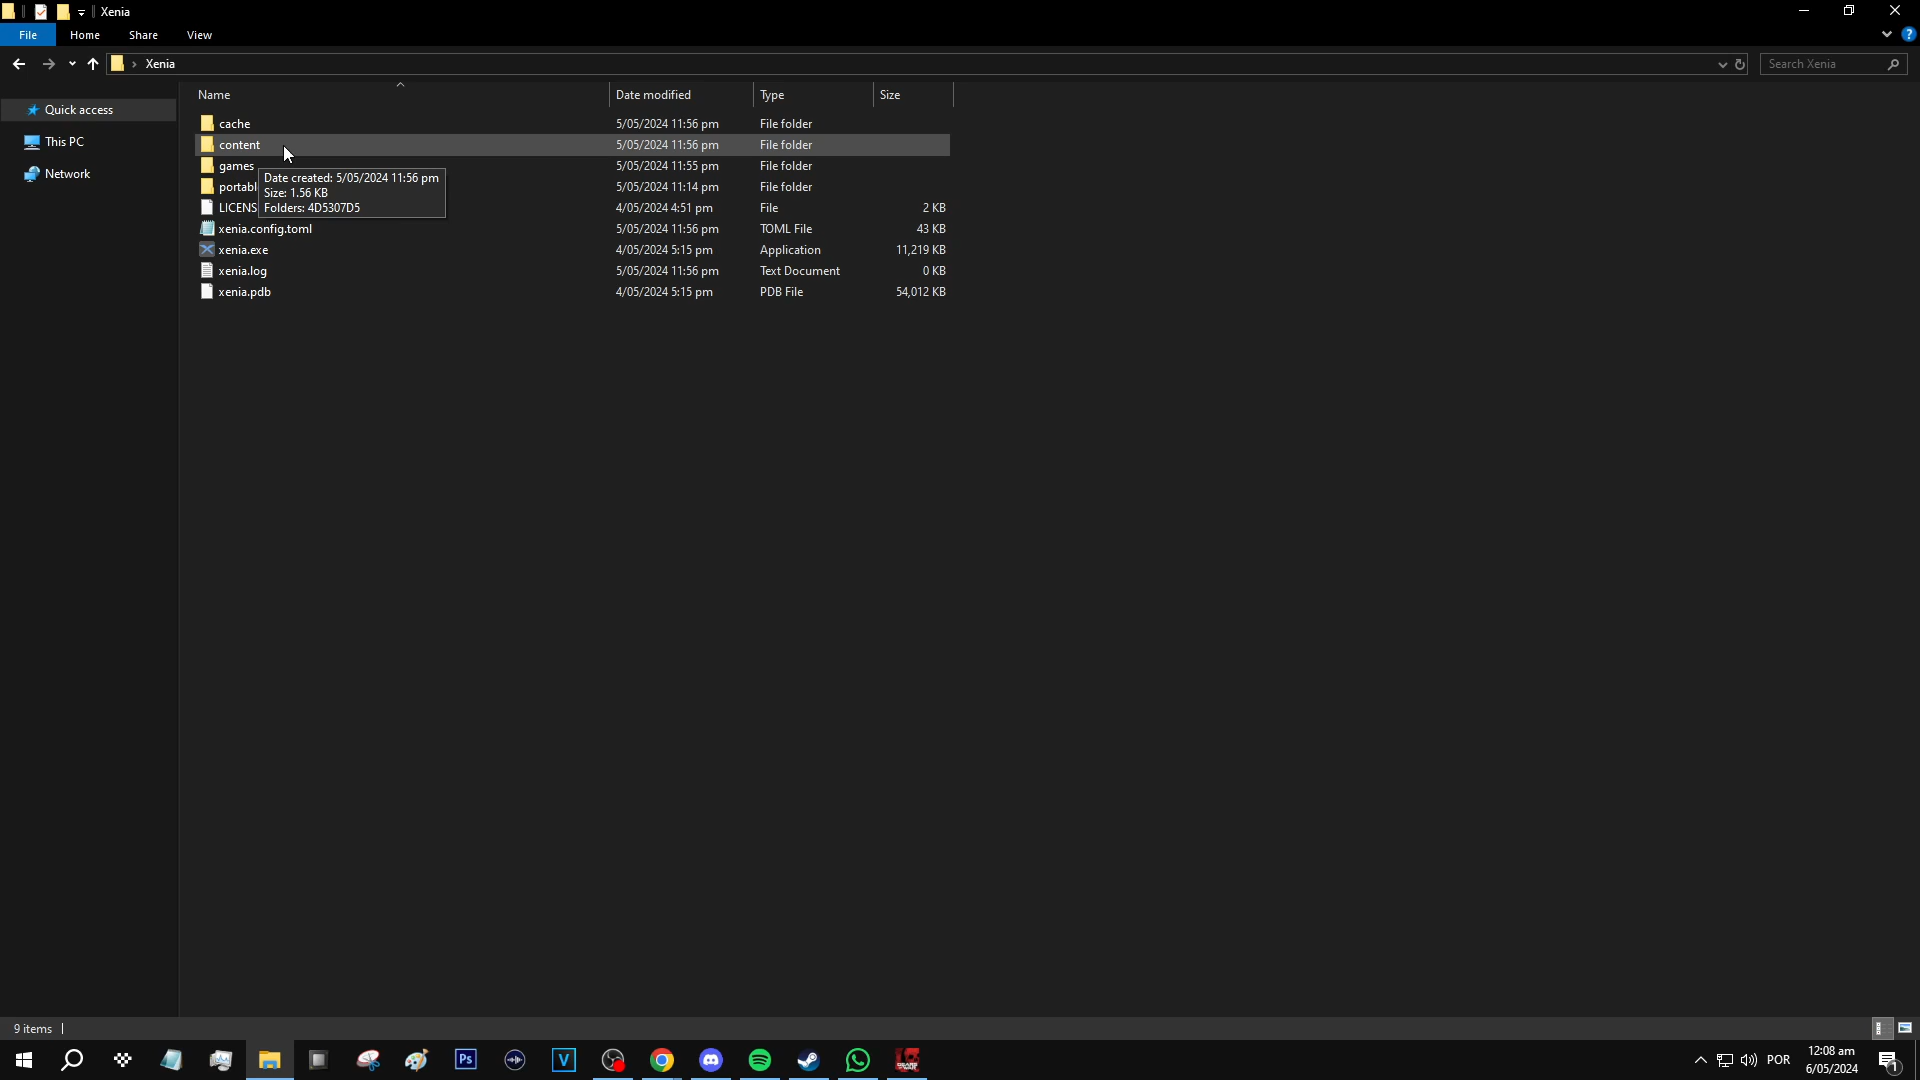 Xenia
File Home Share View
Xenia
Search Xenia
Quick access
This PC
Network
Name Date modified Type Size
cache 5/05/2024 11:56 pm File folder
content 5/05/2024 11:56 pm File folder
games 5/05/2024 11:55 pm File folder
portabl 5/05/2024 11:14 pm File folder
LICENS 4/05/2024 4:51 pm File 2 KB
Date created: 5/05/2024 11:56 pm
Size: 1.56 KB
Folders: 4D5307D5
xenia.config.toml 5/05/2024 11:56 pm TOML File 43 KB
xenia.exe 4/05/2024 5:15 pm Application 11,219 KB
xenia.log 5/05/2024 11:56 pm Text Document 0 KB
xenia.pdb 4/05/2024 5:15 pm PDB File 54,012 KB
9 items
Ps
V
POR
12:08 am
6/05/2024
1